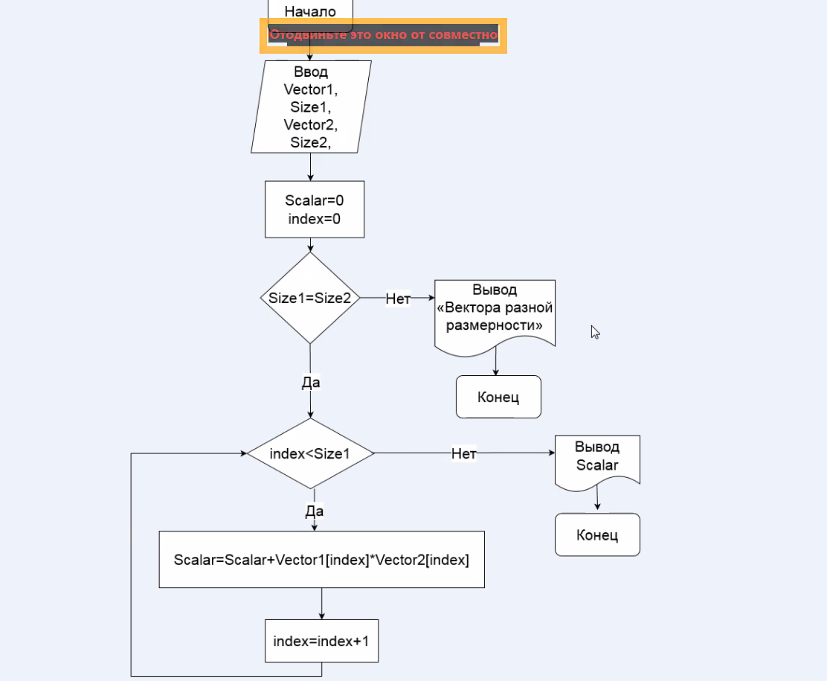 Начало
Отодвиньте это окно от совместно
Ввод
Vector1,
Size1,
Vector2,
Size2,
Scalar=0
index=0
Size1=Size2
Нет
Вывод
«Вектора разной
размерности»
Конец
Да
index<Size1
Нет
Вывод
Scalar
Конец
Да
Scalar=Scalar+Vector1[index]*Vector2[index]
index=index+1